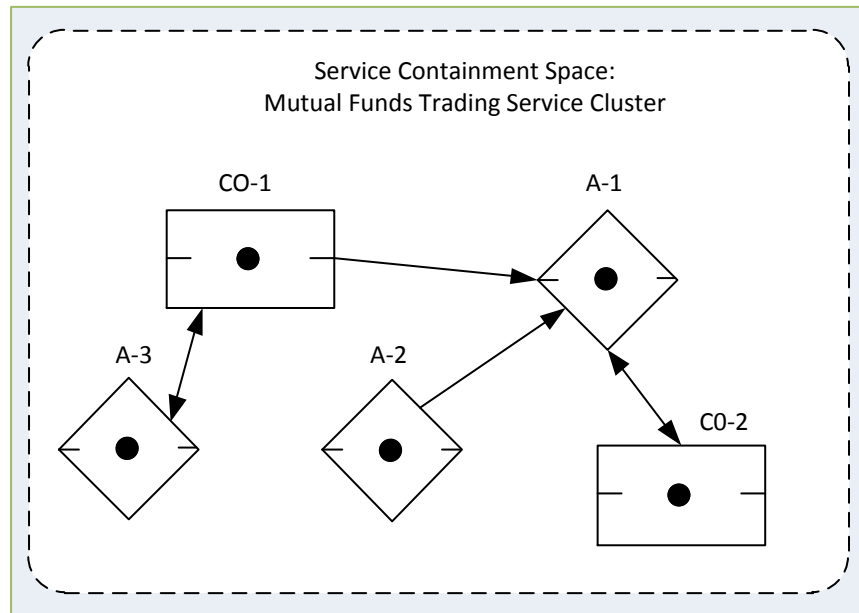 Service Containment Space:
Mutual Funds Trading Service Cluster
CO-1
A-1
A-3
A-2
C0-2